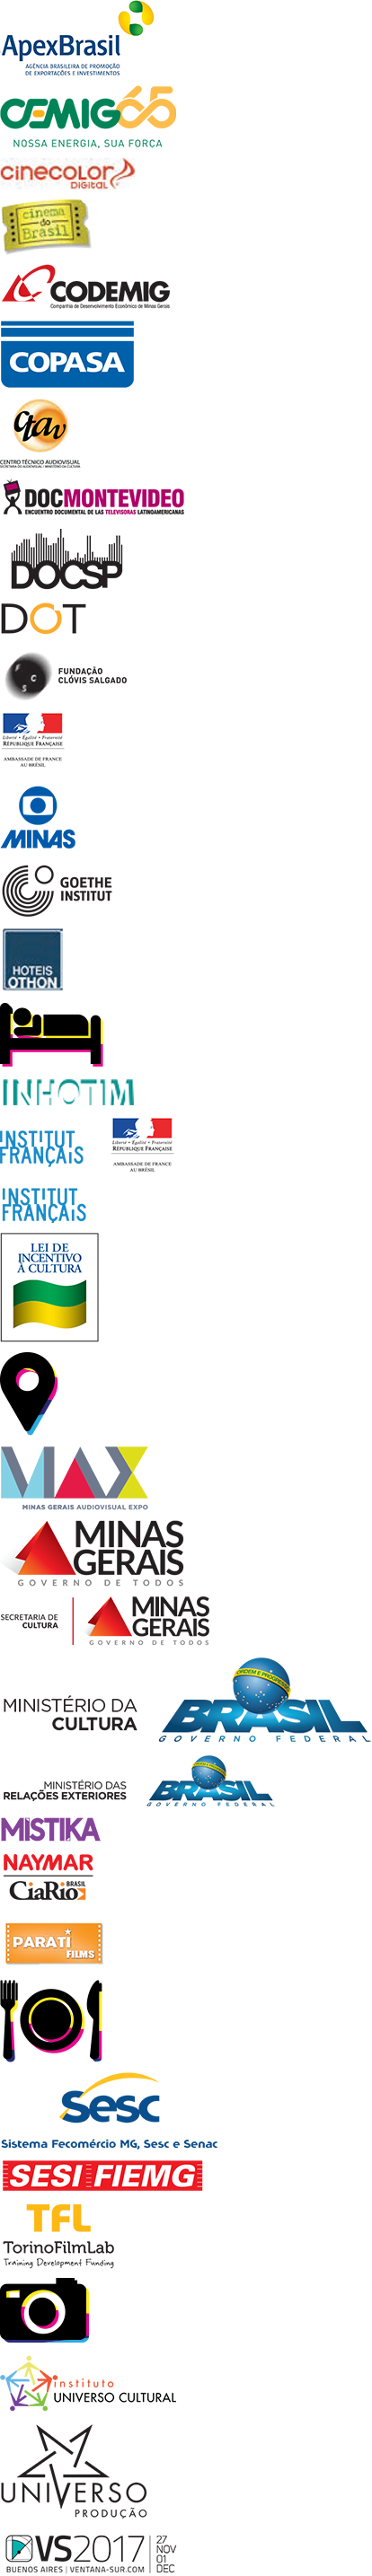 ApexBrasil
AGÊNCIA BRASILEIRA DE PROMOÇÃO
DE EXPORTAÇÕES E INVESTIMENTOS
CEMIG 65
NOSSA ENERGIA, SUA FORÇA
cinecolor
DIGITAL
cinema
do
Brasil
CODEMIG
Companhia de Desenvolvimento Econômico de Minas Gerais
COPASA
ctav
CENTRO TÉCNICO AUDIOVISUAL
SECRETARIA DO AUDIOVISUAL / MINISTÉRIO DA CULTURA
DOCMONTEVIDEO
ENCUENTRO DOCUMENTAL DE LAS TELEVISORAS LATINOAMERICANAS
DOCSP
DOT
F
C
S
FUNDAÇÃO
CLÓVIS SALGADO
Liberté • Égalité • Fraternité
RÉPUBLIQUE FRANÇAISE
AMBASSADE DE FRANCE
AU BRÉSIL
MINAS
GOETHE
INSTITUT
HOTEIS
OTHON
INHOTIM
INSTITUT
FRANÇAIS
Liberté • Égalité • Fraternité
RÉPUBLIQUE FRANÇAISE
AMBASSADE DE FRANCE
AU BRÉSIL
INSTITUT
FRANÇAIS
LEI DE
INCENTIVO
À CULTURA
MAX
MINAS GERAIS AUDIOVISUAL EXPO
MINAS
GERAIS
GOVERNO DE TODOS
SECRETARIA DE
CULTURA
MINAS
GERAIS
GOVERNO DE TODOS
MINISTÉRIO DA
CULTURA
ORDEM E PROGRESSO
BRASIL
GOVERNO FEDERAL
MINISTÉRIO DAS
RELAÇÕES EXTERIORES
BRASIL
GOVERNO FEDERAL
MISTIKA
NAYMAR
CiaRio
BRASIL
PARATI
FILMS
Sesc
Sistema Fecomércio MG, Sesc e Senac
SESI FIEMG
TFL
TorinoFilmLab
Training Development Funding
instituto
UNIVERSO CULTURAL
UNIVERSO
PRODUÇÃO
VS2017
27
NOV
01
DEC
BUENOS AIRES | VENTANA-SUR.COM